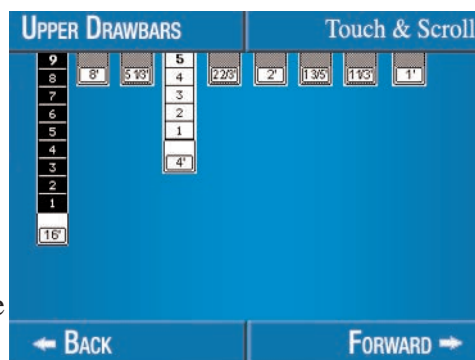 UPPER DRAWBARS
Touch & Scroll
9 5
8 8' 5 1/3' 4 2 2/3' 2' 1 3/5' 1 1/3' 1'
7 3
6 2
5 1
4
3 4'
2
1
16'
e
BACK
FORWARD